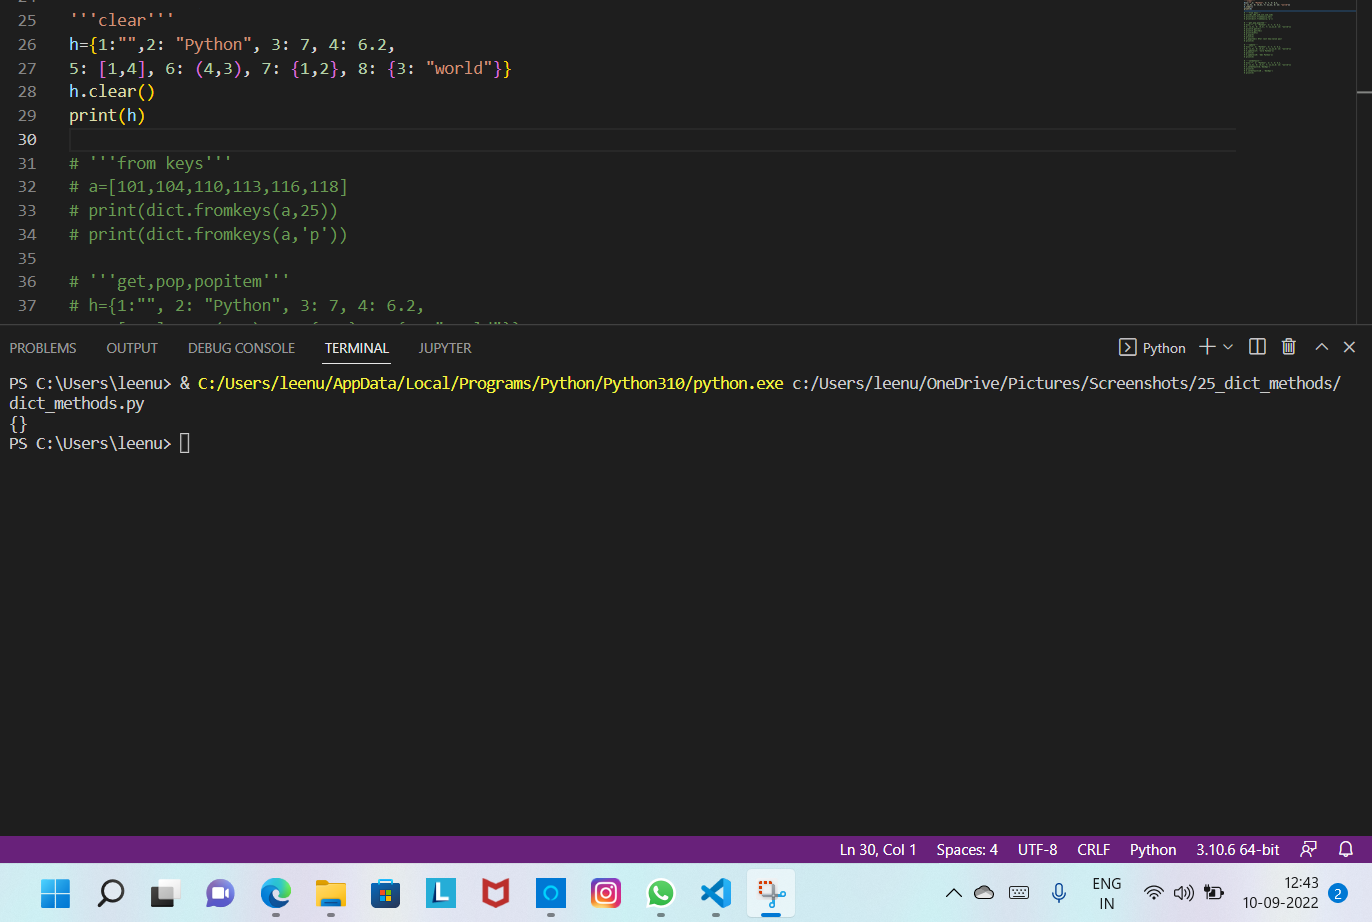 25 '''clear'''
26 h={1:"",2: "Python", 3: 7, 4: 6.2,
27 5: [1,4], 6: (4,3), 7: {1,2}, 8: {3: "world"}}
28 h.clear()
29 print(h)
30
31 # '''from keys'''
32 # a=[101,104,110,113,116,118]
33 # print(dict.fromkeys(a,25))
34 # print(dict.fromkeys(a,'p'))
35
36 # '''get,pop,popitem'''
37 # h={1:"", 2: "Python", 3: 7, 4: 6.2,
PROBLEMS OUTPUT DEBUG CONSOLE TERMINAL JUPYTER Python
PS C:\Users\leenu> & C:/Users/leenu/AppData/Local/Programs/Python/Python310/python.exe c:/Users/leenu/OneDrive/Pictures/Screenshots/25_dict_methods/
dict_methods.py
{}
PS C:\Users\leenu>
Ln 30, Col 1 Spaces: 4 UTF-8 CRLF Python 3.10.6 64-bit
L ENG 12:43
IN 10-09-2022 2